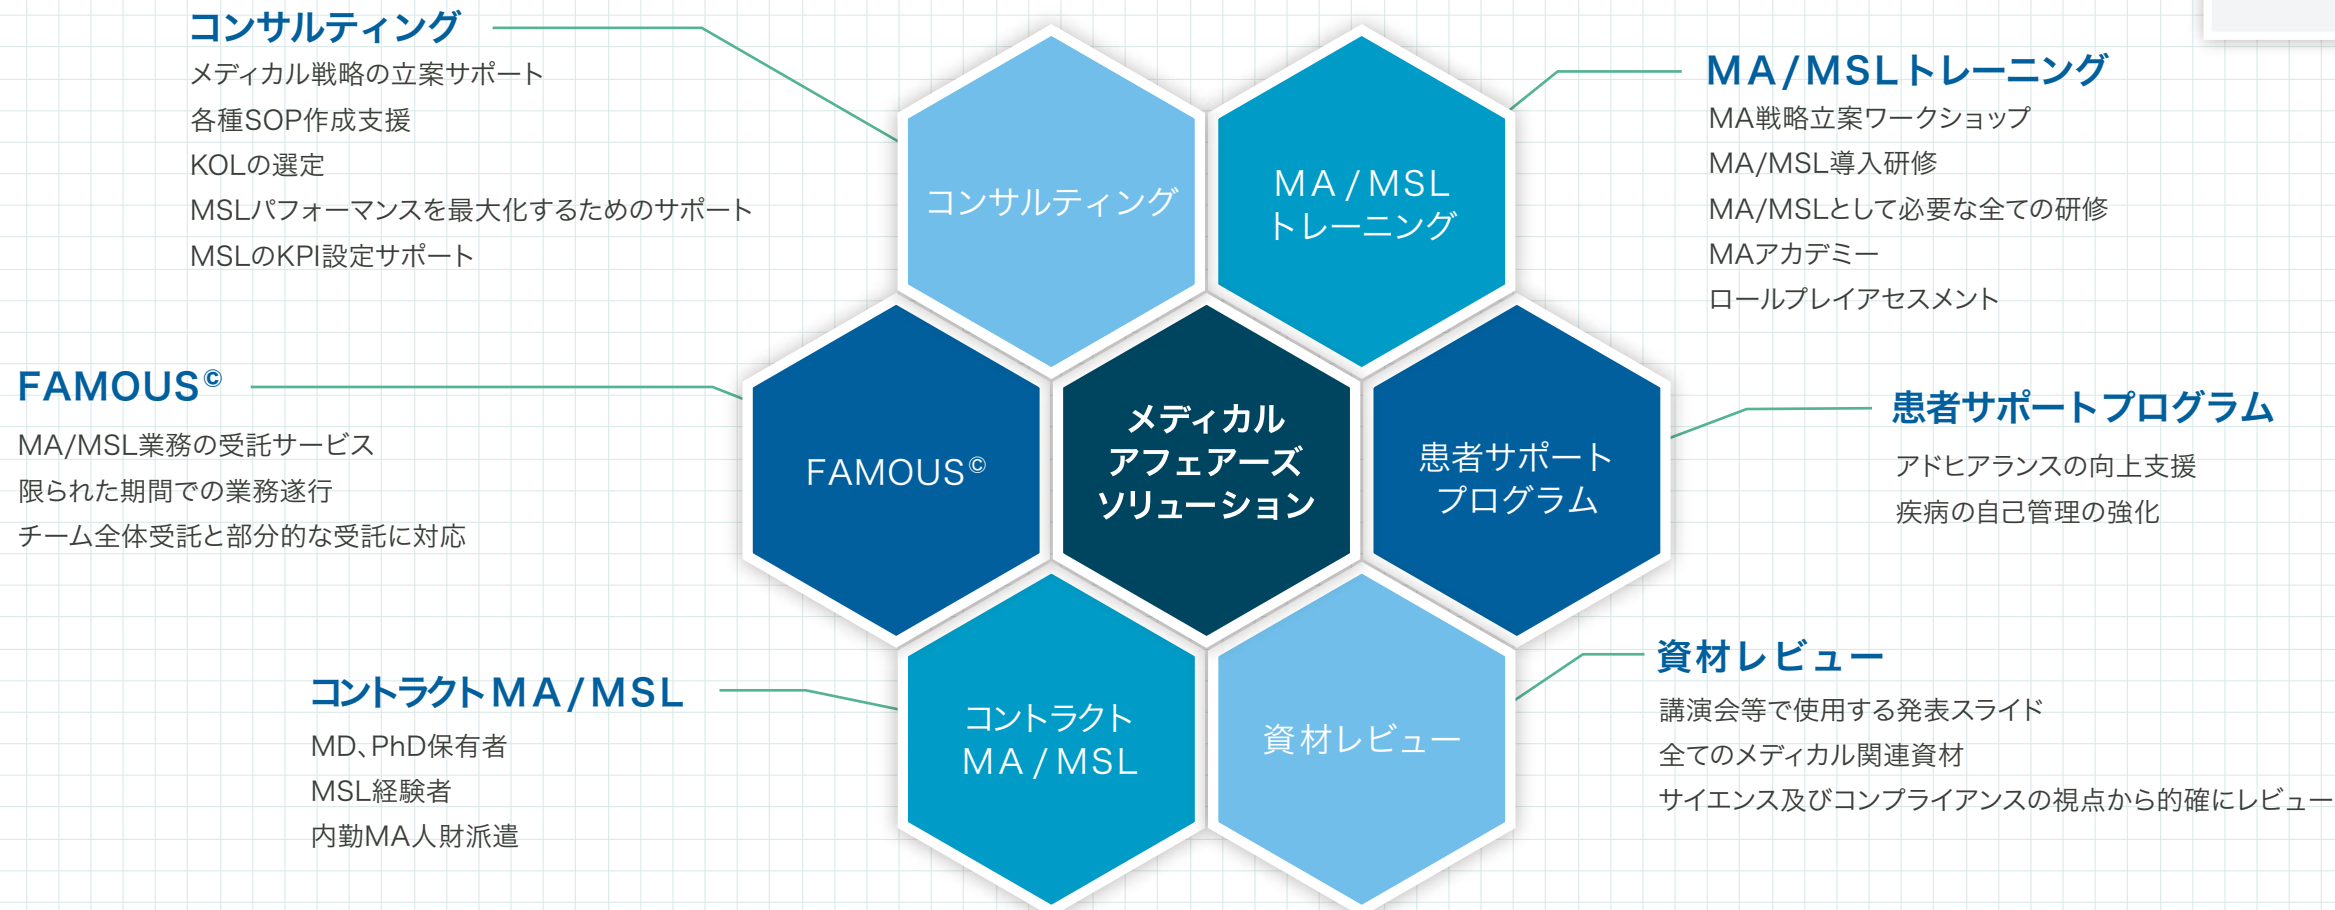 コンサルティング
メディカル戦略の立案サポート
各種SOP作成支援
KOLの選定
MSLパフォーマンスを最大化するためのサポート
MSLのKPI設定サポート
MA/MSLトレーニング
MA戦略立案ワークショップ
MA/MSL導入研修
MA/MSLとして必要な全ての研修
MAアカデミー
ロールプレイアセスメント
コンサルティング
MA/MSL
トレーニング
FAMOUS©
MA/MSL業務の受託サービス
限られた期間での業務遂行
チーム全体受託と部分的な受託に対応
FAMOUS©
メディカル
アフェアーズ
ソリューション
患者サポート
プログラム
患者サポートプログラム
アドヒアランスの向上支援
疾病の自己管理の強化
コントラクトMA/MSL
MD、PhD保有者
MSL経験者
内勤MA人財派遣
コントラクト
MA/MSL
資材レビュー
資材レビュー
講演会等で使用する発表スライド
全てのメディカル関連資材
サイエンス及びコンプライアンスの視点から的確にレビュー